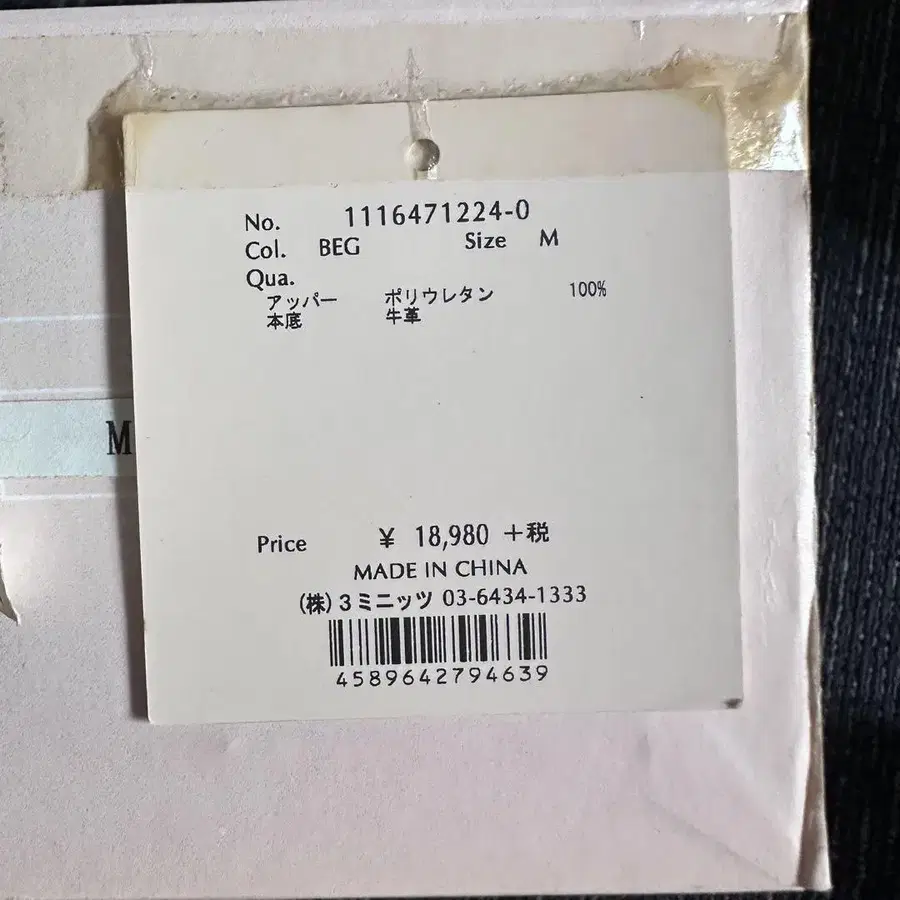 No. 1116471224-0
Col. BEG Size M
Qua.
アッパー ポリウレタン 100%
本底 牛革
M
Price ¥ 18,980 +税
MADE IN CHINA
(株)3ミニッツ 03-6434-1333
4589642794639